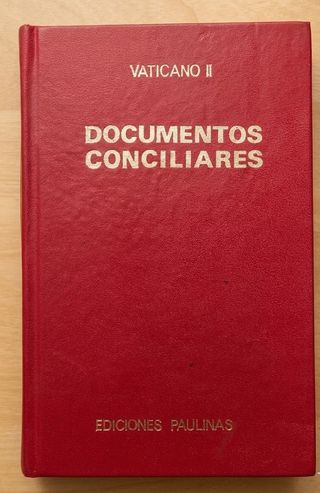 VATICANO II
DOCUMENTOS
CONCILIARES
EDICIONES PAULINAS